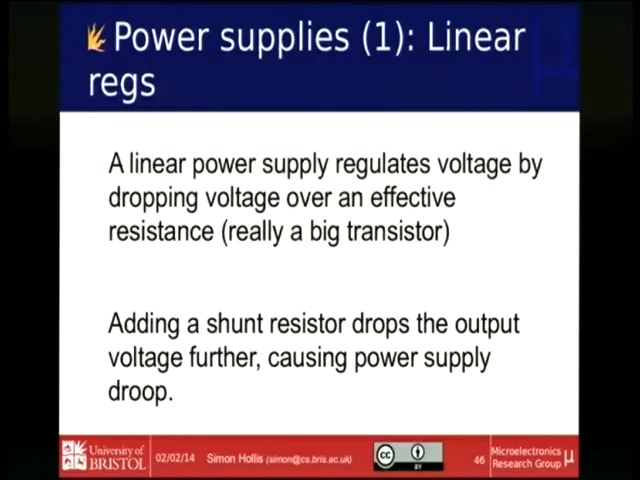 Power supplies (1): Linear
regs
A linear power supply regulates voltage by
dropping voltage over an effective
resistance (really a big transistor)
Adding a shunt resistor drops the output
voltage further, causing power supply
droop.
University of
BRISTOL
02/02/14
Simon Hollis (simon@cs.bris.ac.uk)
cc
BY
46
Microelectronics
Research Group
μ